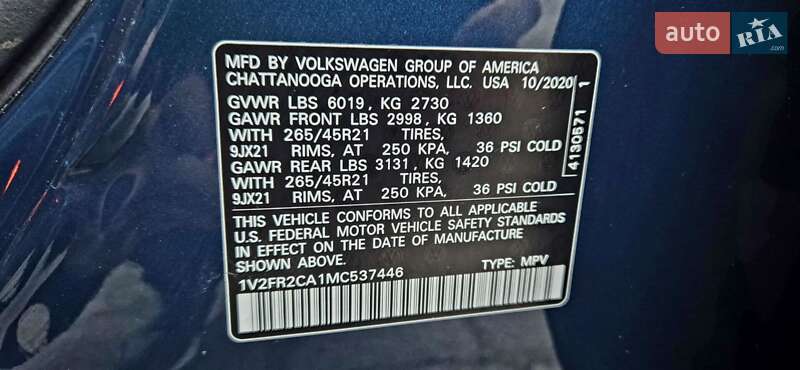 auto RIA.com
MFD BY VOLKSWAGEN GROUP OF AMERICA
CHATTANOOGA OPERATIONS, LLC. USA 10/2020
GVWR LBS 6019, KG 2730
GAWR FRONT LBS 2998, KG 1360
WITH 265/45R21 TIRES,
9JX21 RIMS, AT 250 KPA, 36 PSI COLD
GAWR REAR LBS 3131, KG 1420
WITH 265/45R21 TIRES,
9JX21 RIMS, AT 250 KPA, 36 PSI COLD
THIS VEHICLE CONFORMS TO ALL APPLICABLE
U.S. FEDERAL MOTOR VEHICLE SAFETY STANDARDS
IN EFFECT ON THE DATE OF MANUFACTURE
SHOWN ABOVE.
1V2FR2CA1MC537446 TYPE: MPV
4130571 1